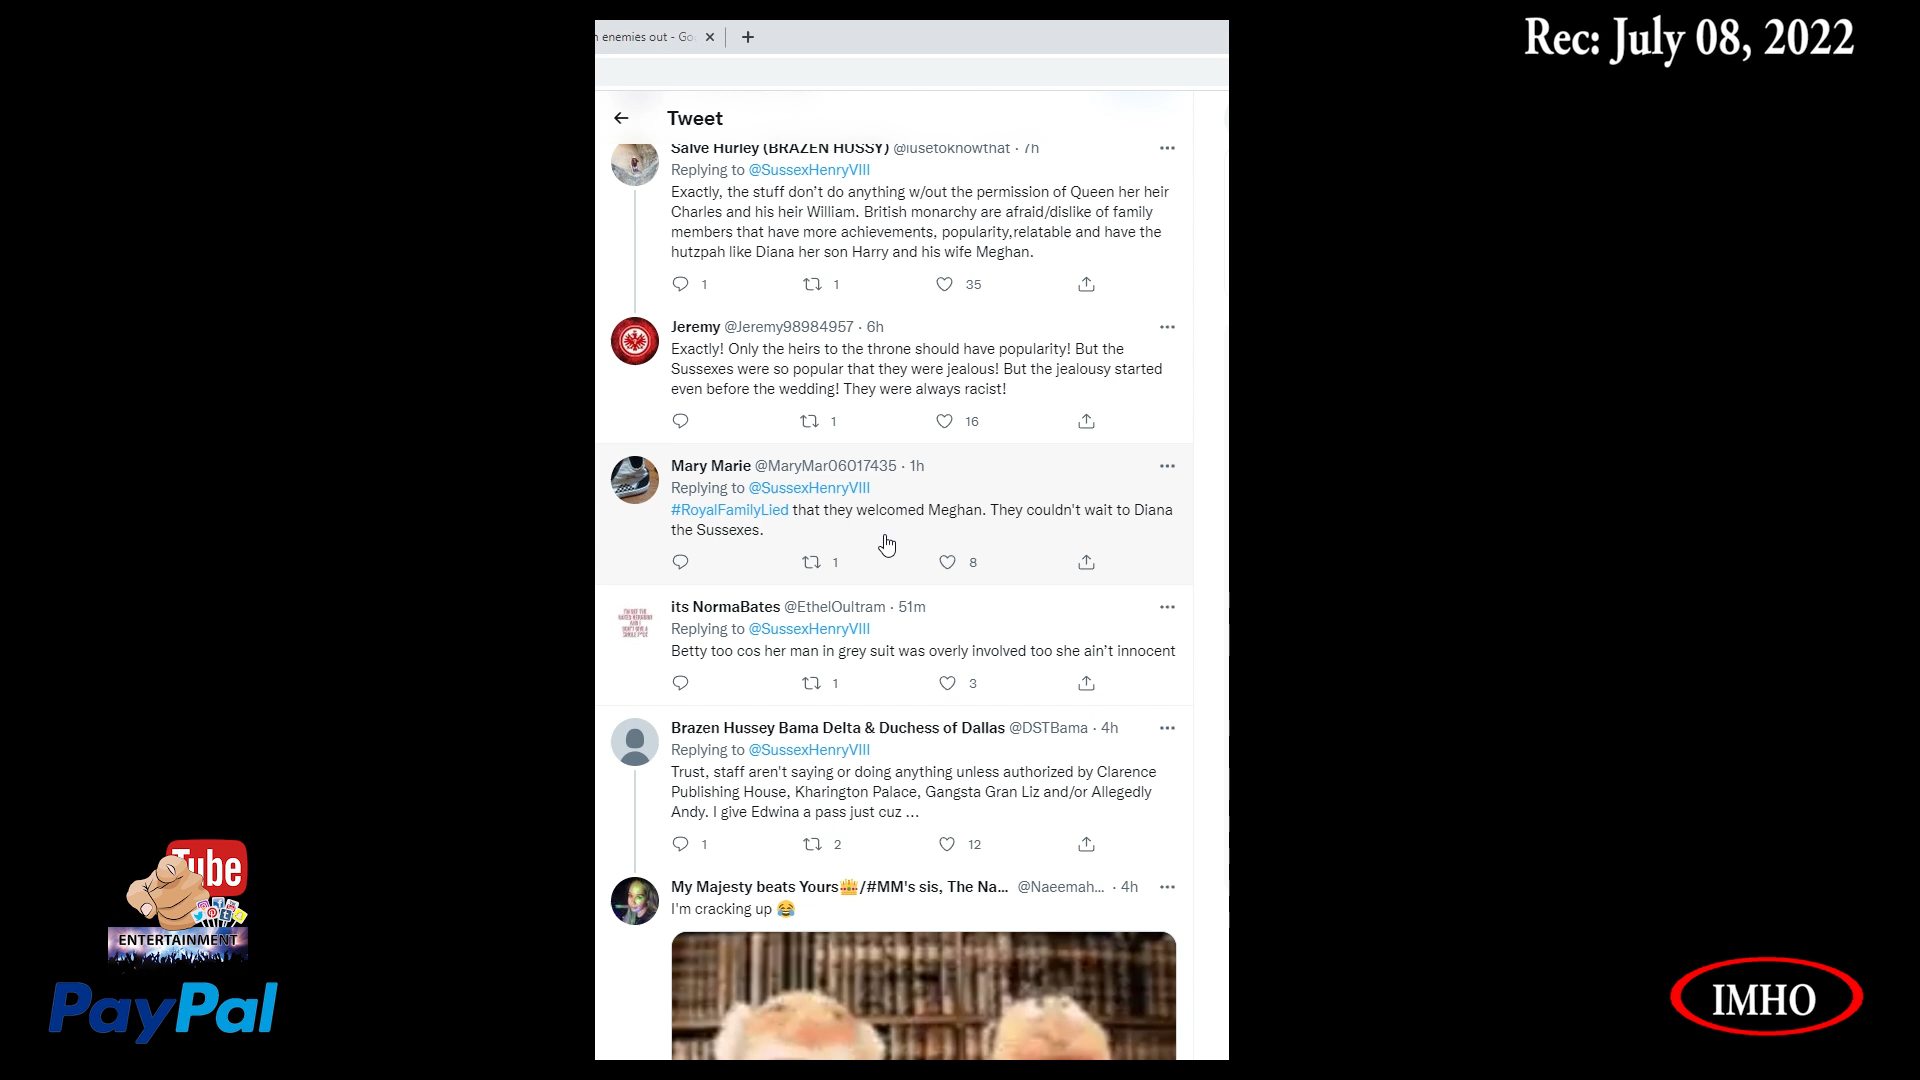 Rec: July 08, 2022
n enemies out - Go
Tweet
Salve Hurley (BRAZEN HUSSY) @iusetoknowthat · 7h
Replying to @SussexHenryVIII
Exactly, the stuff don’t do anything w/out the permission of Queen her heir
Charles and his heir William. British monarchy are afraid/dislike of family
members that have more achievements, popularity,relatable and have the
hutzpah like Diana her son Harry and his wife Meghan.
1 1 35
Jeremy @Jeremy98984957 · 6h
Exactly! Only the heirs to the throne should have popularity! But the
Sussexes were so popular that they were jealous! But the jealousy started
even before the wedding! They were always racist!
1 16
Mary Marie @MaryMar06017435 · 1h
Replying to @SussexHenryVIII
#RoyalFamilyLied that they welcomed Meghan. They couldn't wait to Diana
the Sussexes.
1 8
its NormaBates @EthelOultram · 51m
Replying to @SussexHenryVIII
Betty too cos her man in grey suit was overly involved too she ain’t innocent
1 3
Brazen Hussey Bama Delta & Duchess of Dallas @DSTBama · 4h
Replying to @SussexHenryVIII
Trust, staff aren't saying or doing anything unless authorized by Clarence
Publishing House, Kharington Palace, Gangsta Gran Liz and/or Allegedly
Andy. I give Edwina a pass just cuz ...
1 2 12
My Majesty beats Yours👑/#MM's sis, The Na... @Naeemah... · 4h
I'm cracking up 😂
Tube
ENTERTAINMENT
PayPal
IMHO